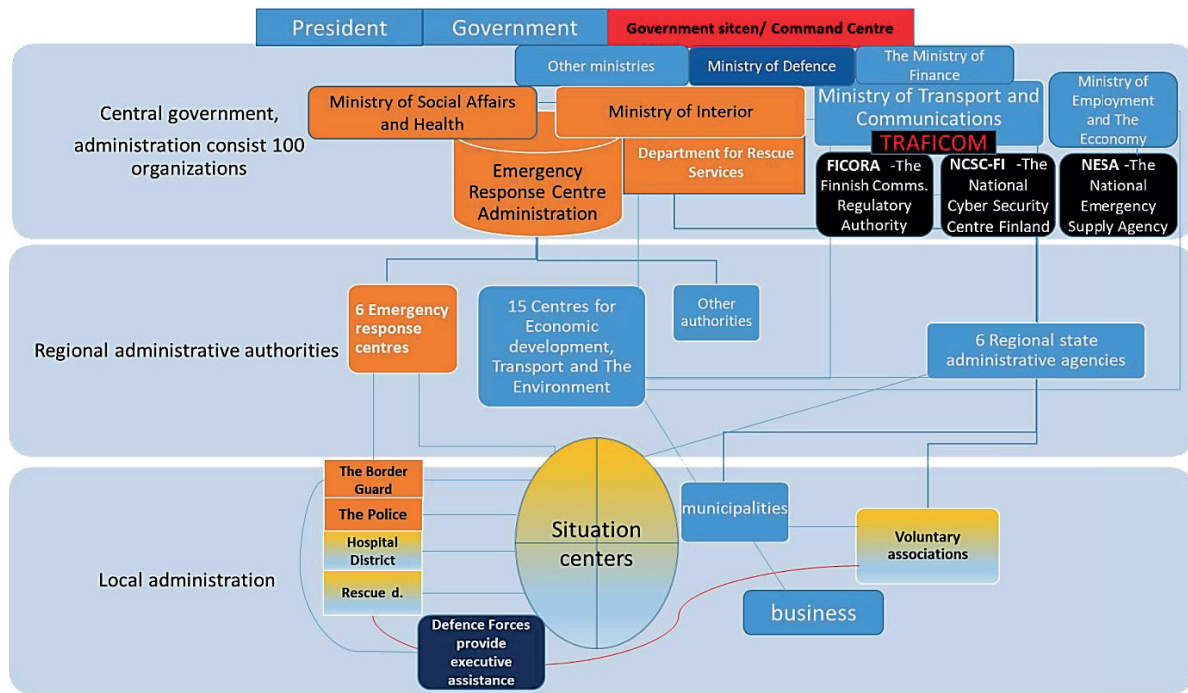 President
Government
Government sitcen/ Command Centre
Other ministries
Ministry of Defence
The Ministry of
Finance
Central government,
administration consist 100
organizations
Ministry of Social Affairs
and Health
Ministry of Interior
Ministry of Transport and
Communications
Ministry of
Employment
and The
Ecconomy
TRAFICOM
Emergency
Response Centre
Administration
Department for Rescue
Services
FICORA -The
Finnish Comms.
Regulatory
Authority
NCSC-FI -The
National
Cyber Security
Centre Finland
NESA -The
National
Emergency
Supply Agency
Regional administrative authorities
6 Emergency
response
centres
15 Centres for
Economic
development,
Transport and The
Environment
Other
authorities
6 Regional state
administrative agencies
Local administration
The Border
Guard
The Police
Hospital
District
Rescue d.
Situation
centers
municipalities
Voluntary
associations
business
Defence Forces
provide
executive
assistance